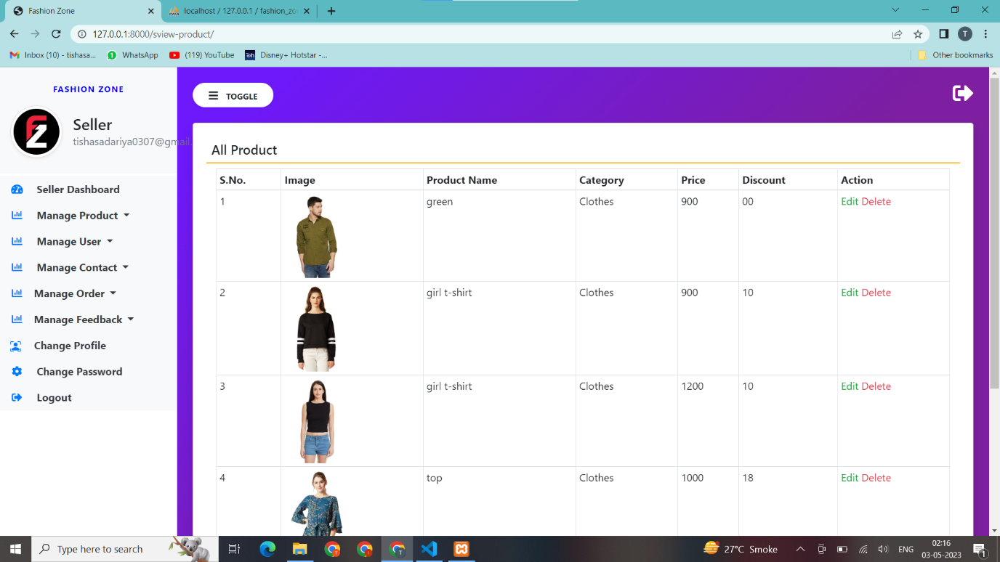 Fashion Zone
localhost / 127.0.0.1 / fashion_zo
127.0.0.1:8000/sview-product/
T
Inbox (10) - tishasa...
WhatsApp
(119) YouTube
Disney+ Hotstar -...
Other bookmarks
FASHION ZONE
FZ
Seller
tishasadariya0307@gmail.
TOGGLE
Seller Dashboard
Manage Product
Manage User
Manage Contact
Manage Order
Manage Feedback
Change Profile
Change Password
Logout
All Product
S.No. Image Product Name Category Price Discount Action
1 green Clothes 900 00 Edit Delete
2 girl t-shirt Clothes 900 10 Edit Delete
3 girl t-shirt Clothes 1200 10 Edit Delete
4 top Clothes 1000 18 Edit Delete
Type here to search
27°C Smoke
ENG
02:16
03-05-2023
1